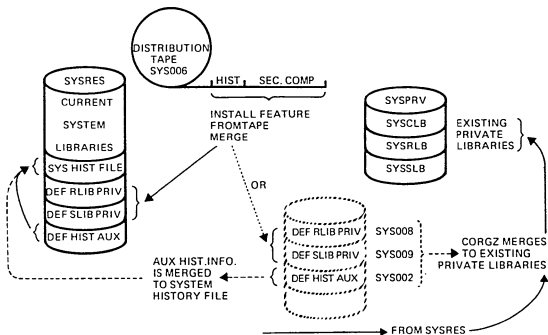 DISTRIBUTION
TAPE
SYS006
HIST
SEC. COMP
SYSRES
CURRENT
SYSTEM
LIBRARIES
SYS HIST FILE
DEF RLIB PRIV
DEF SLIB PRIV
DEF HIST AUX
INSTALL FEATURE
FROMTAPE
MERGE
OR
SYSPRV
SYSCLB
SYSRLB
SYSSLB
EXISTING
PRIVATE
LIBRARIES
DEF RLIB PRIV
SYS008
DEF SLIB PRIV
SYS009
DEF HIST AUX
SYS002
CORGZ MERGES
TO EXISTING
PRIVATE LIBRARIES
AUX HIST.INFO.
IS MERGED
TO SYSTEM
HISTORY FILE
FROM SYSRES